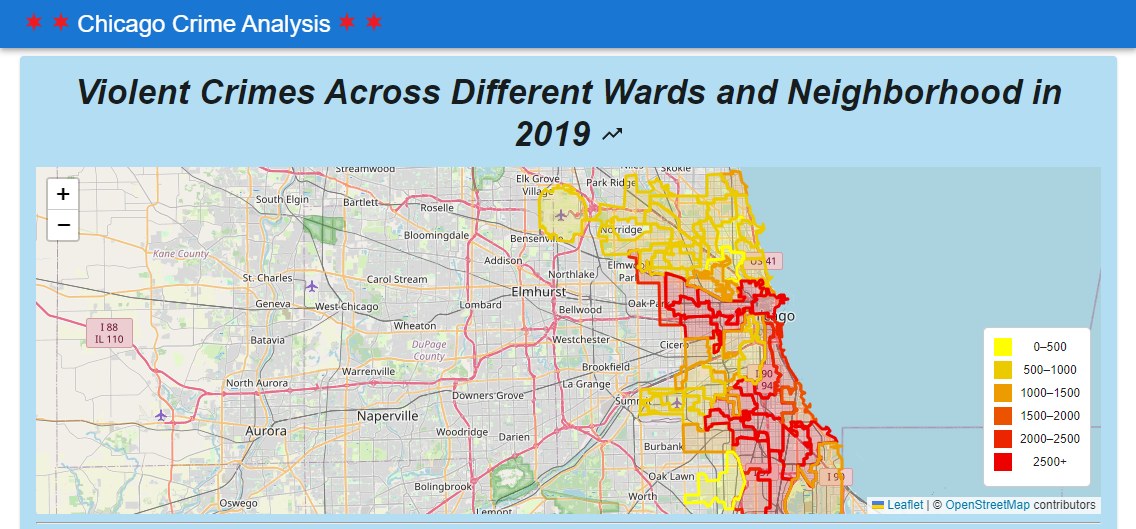 Chicago Crime Analysis
Violent Crimes Across Different Wards and Neighborhood in
2019
+
−
Streamwood
Skokie
Elk Grove
Village
Park Ridge
South Elgin
Bartlett
Roselle
Norridge
Bloomingdale
Bensenville
Kane County
Addison
US 41
Elmwood
Park
St. Charles
Carol Stream
Northlake
Elmhurst
Geneva
West Chicago
Lombard
Oak Park
Bellwood
Chicago
I 88
IL 110
Wheaton
Batavia
DuPage
County
Westchester
Cicero
0–500
Warrenville
Brookfield
I 90
94
500–1000
North Aurora
La Grange
1000–1500
Downers Grove
Summit
1500–2000
Naperville
2000–2500
Aurora
Woodridge
Darien
Burbank
2500+
Oak Lawn
I 90
Bolingbrook
Worth
Oswego
Lemont
Leaflet | © OpenStreetMap contributors